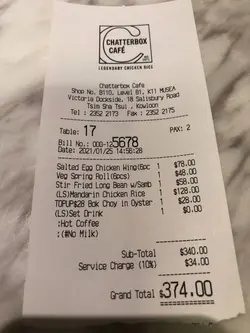 CHATTERBOX
CAFÉ
LEGENDARY CHICKEN RICE
Chatterbox Café
Shop No. B110, Level B1, K11 MUSEA
Victoria Dockside, 18 Salisbury Road
Tsim Sha Tsui, Kowloon
Tel : 2352 2173 Fax : 2352 2175
Table: 17 PAX: 2
Bill No.: 000-125678
Date: 2021/01/25 14:56:28
Salted Egg Chicken Wing(6pc 1 $78.00
Veg Spring Roll(6pcs) 1 $48.00
Stir Fried Long Bean w/Samb 1 $58.00
(LS)Mandarin Chicken Rice 1 $128.00
TOPUP$28 Bok Choy in Oyster 1 $28.00
(LS)Set Drink 1 $0.00
:Hot Coffee
:(#No Milk)
Sub-Total $340.00
Service Charge (10%) $34.00
Grand Total $374.00